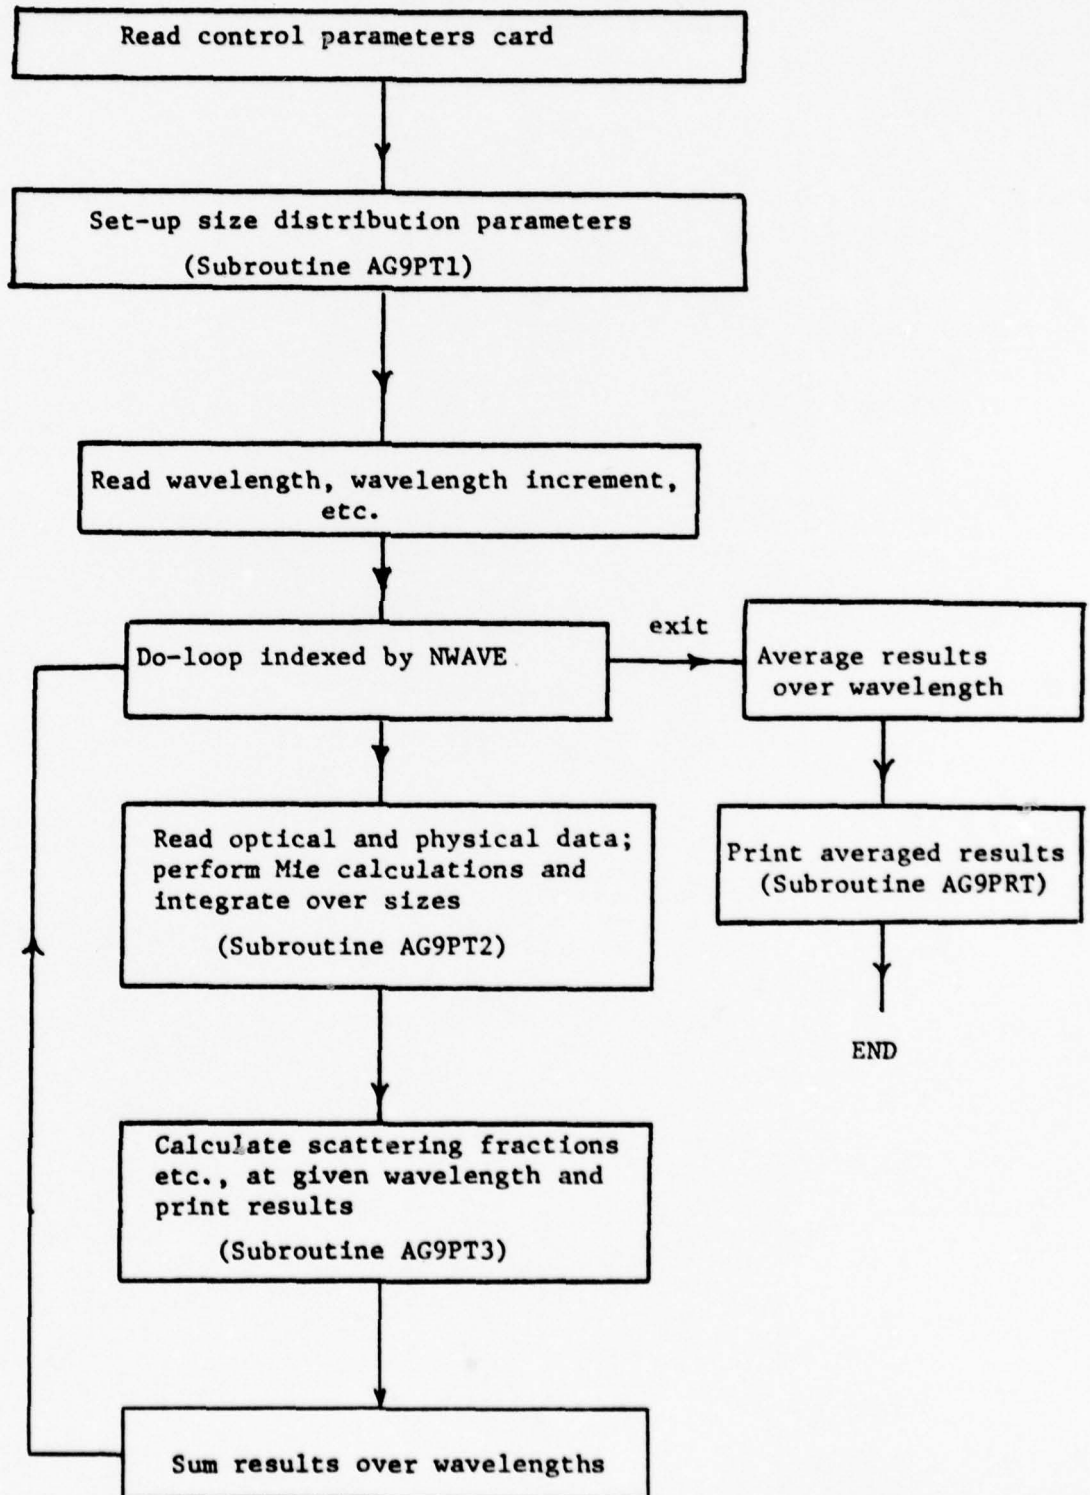 Read control parameters card
Set-up size distribution parameters
(Subroutine AG9PT1)
Read wavelength, wavelength increment,
etc.
Do-loop indexed by NWAVE
exit
Average results
over wavelength
Print averaged results
(Subroutine AG9PRT)
END
Read optical and physical data;
perform Mie calculations and
integrate over sizes
(Subroutine AG9PT2)
Calculate scattering fractions
etc., at given wavelength and
print results
(Subroutine AG9PT3)
Sum results over wavelengths